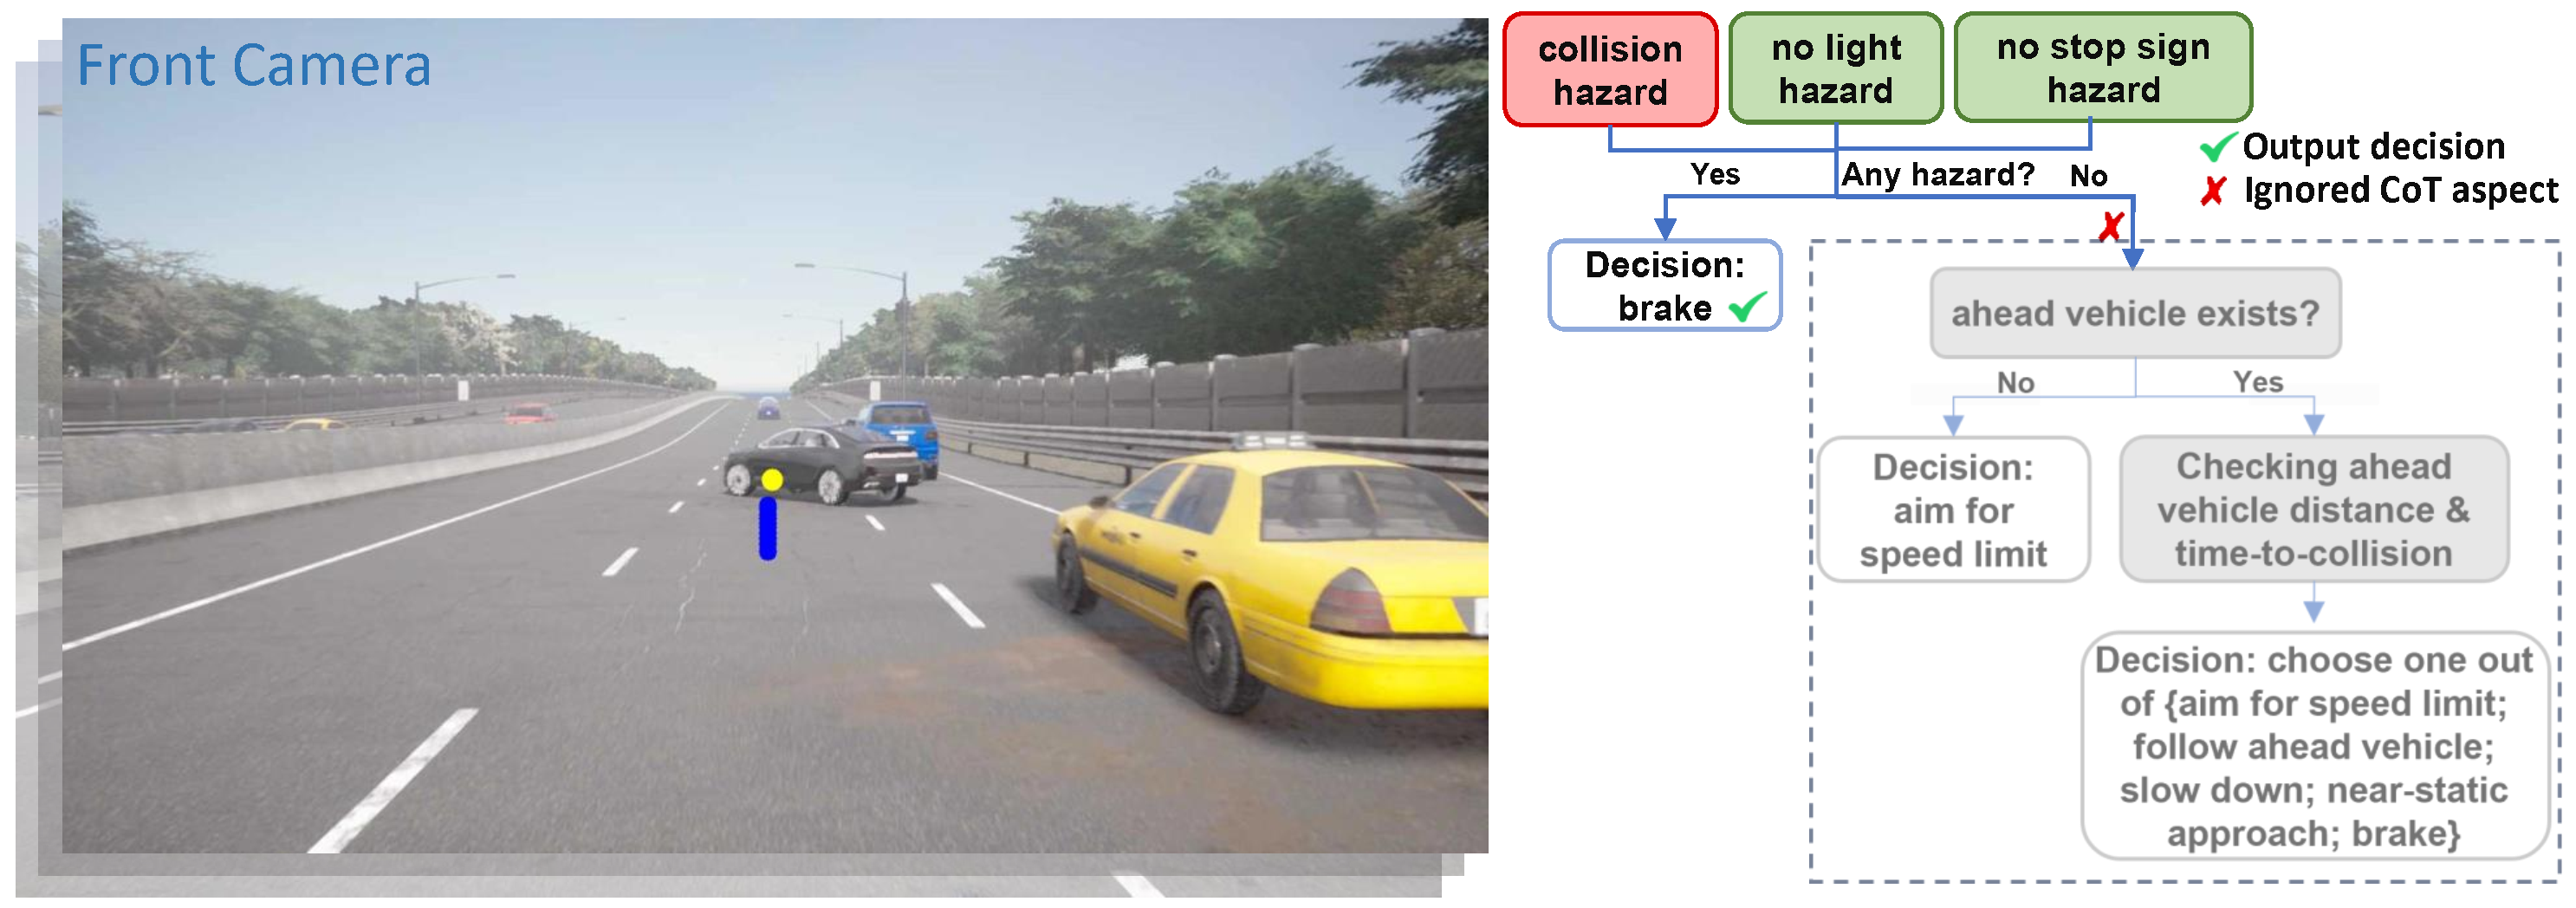 Front Camera
collision
hazard
no light
hazard
no stop sign
hazard
Output decision
Ignored CoT aspect
Yes
Any hazard?
No
Decision:
brake
ahead vehicle exists?
No
Yes
Decision:
aim for
speed limit
Checking ahead
vehicle distance &
time-to-collision
Decision: choose one out
of {aim for speed limit;
follow ahead vehicle;
slow down; near-static
approach; brake}